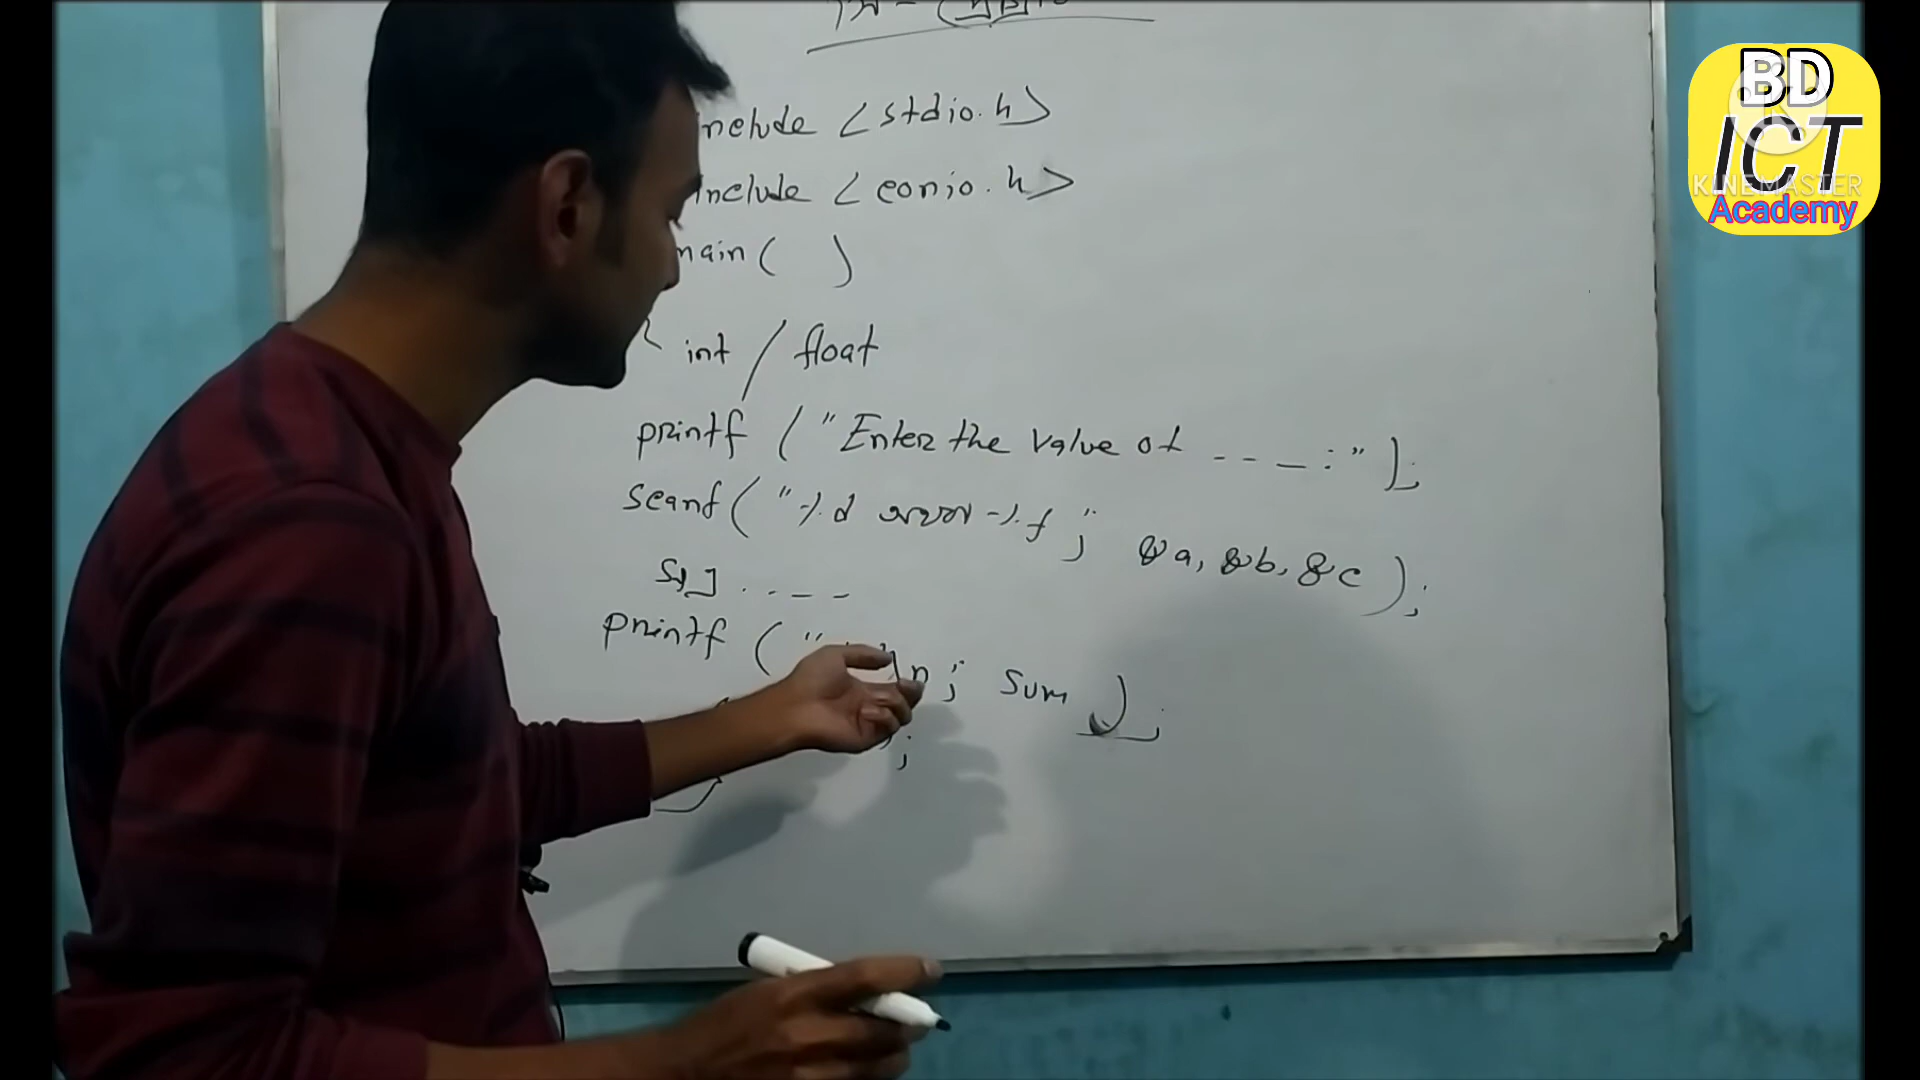 include <stdio.h>
include <conio.h>
main( )
{ int / float
printf ("Enter the value of -- _ :");
scanf("%d অথবা %f ;" &a, &b, &c );
সূত্র . . _ _
printf (" \n ;" sum );
;
}
BD
ICT
KINEMASTER
Academy